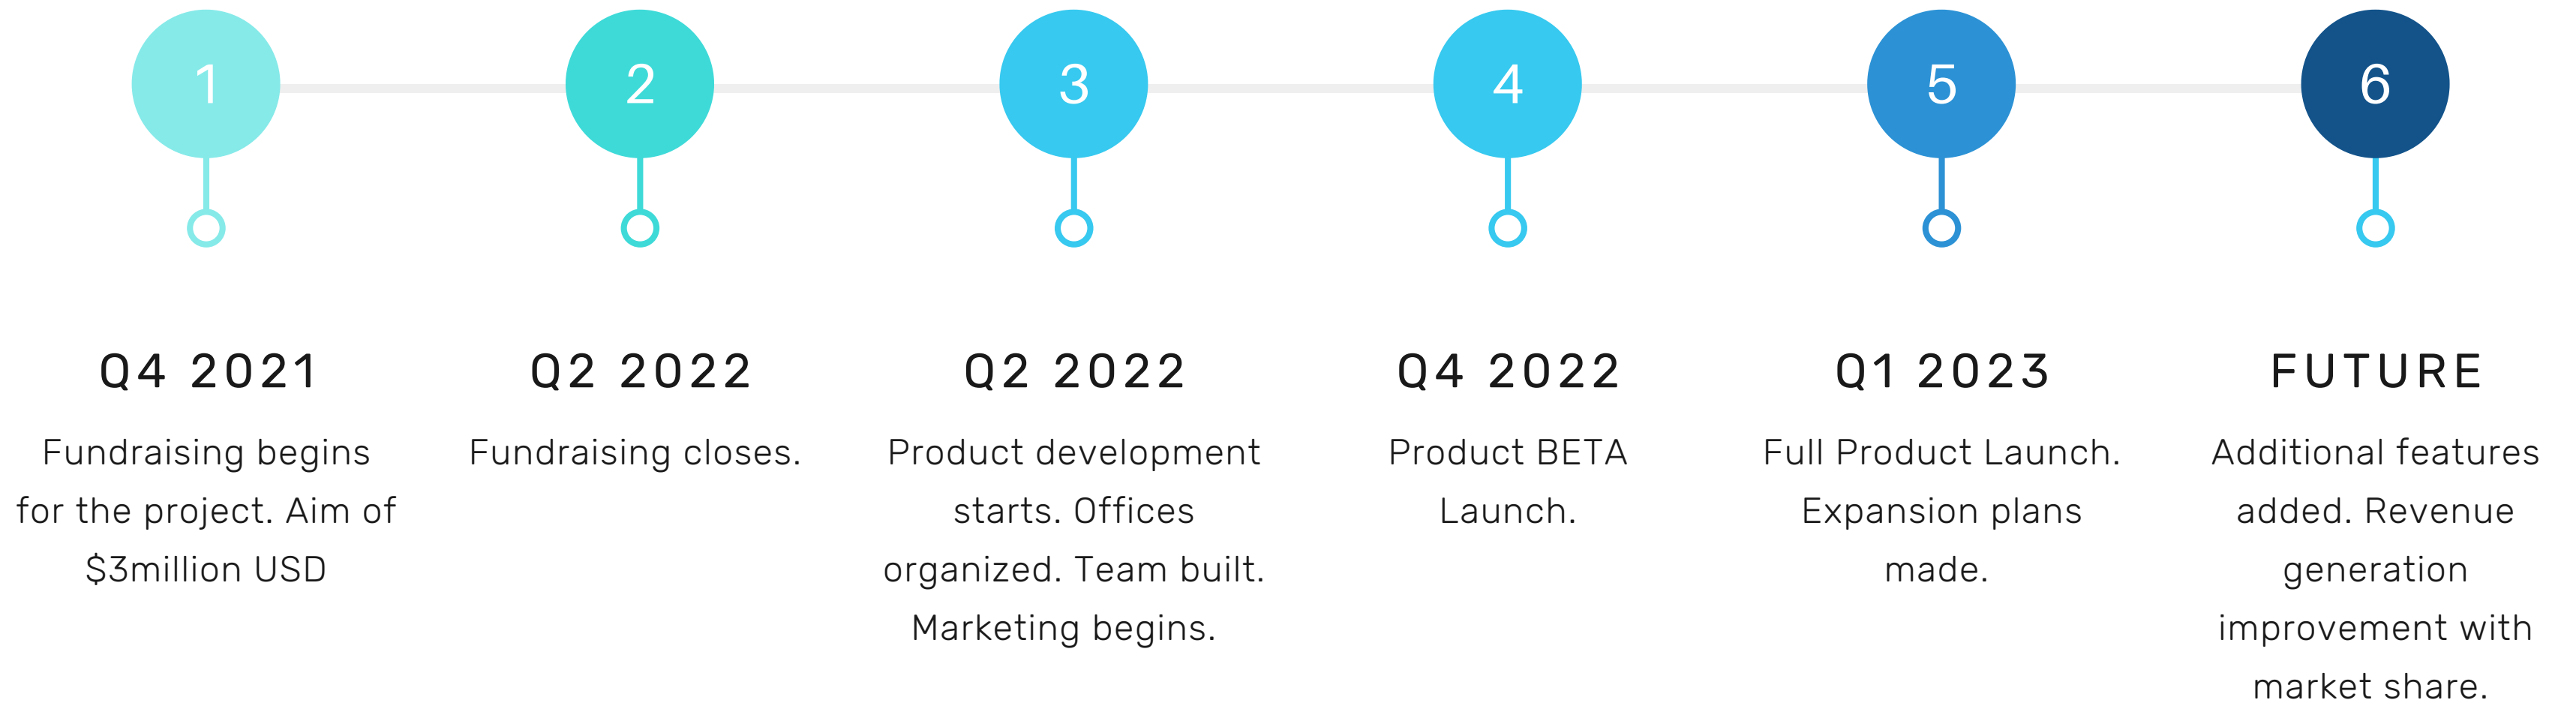 1
2
3
4
5
6
Q4 2021
Fundraising begins
for the project. Aim of
$3million USD
Q2 2022
Fundraising closes.
Q2 2022
Product development
starts. Offices
organized. Team built.
Marketing begins.
Q4 2022
Product BETA
Launch.
Q1 2023
Full Product Launch.
Expansion plans
made.
FUTURE
Additional features
added. Revenue
generation
improvement with
market share.